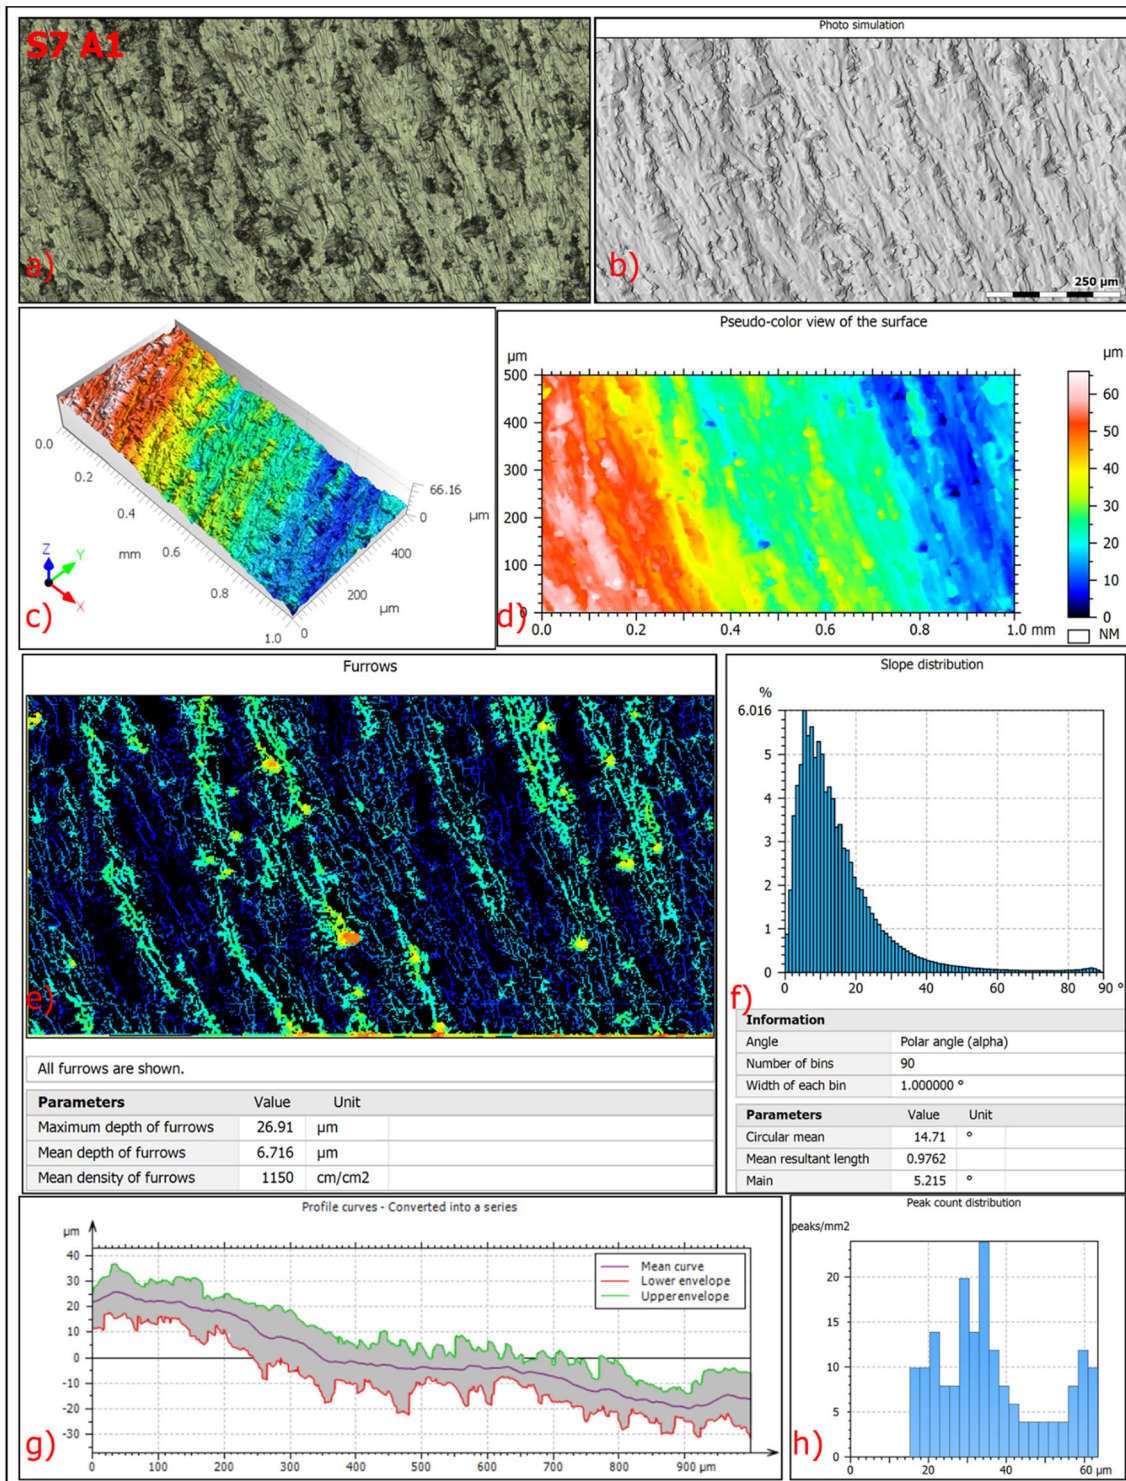 S7 A1
a)
Photo simulation
b)
250 µm
c)
0.0
0.2
0.4
mm
0.6
0.8
1.0
0
200
µm
400
0
66.16
µm
Z
Y
X
Pseudo-color view of the surface
µm
500
400
300
200
100
0
0.0 0.2 0.4 0.6 0.8 1.0 mm
µm
60
50
40
30
20
10
0
NM
d)
Furrows
e)
All furrows are shown.
Parameters Value Unit
Maximum depth of furrows 26.91 µm
Mean depth of furrows 6.716 µm
Mean density of furrows 1150 cm/cm2
Slope distribution
%
6.016
5
4
3
2
1
0
0 20 40 60 80 90 °
f)
Information
Angle Polar angle (alpha)
Number of bins 90
Width of each bin 1.000000 °
Parameters Value Unit
Circular mean 14.71 °
Mean resultant length 0.9762
Main 5.215 °
Profile curves - Converted into a series
µm
40
30
20
10
0
-10
-20
-30
0 100 200 300 400 500 600 700 800 900 µm
Mean curve
Lower envelope
Upperenvelope
g)
Peak count distribution
peaks/mm2
20
15
10
5
0
0 20 40 60 µm
h)